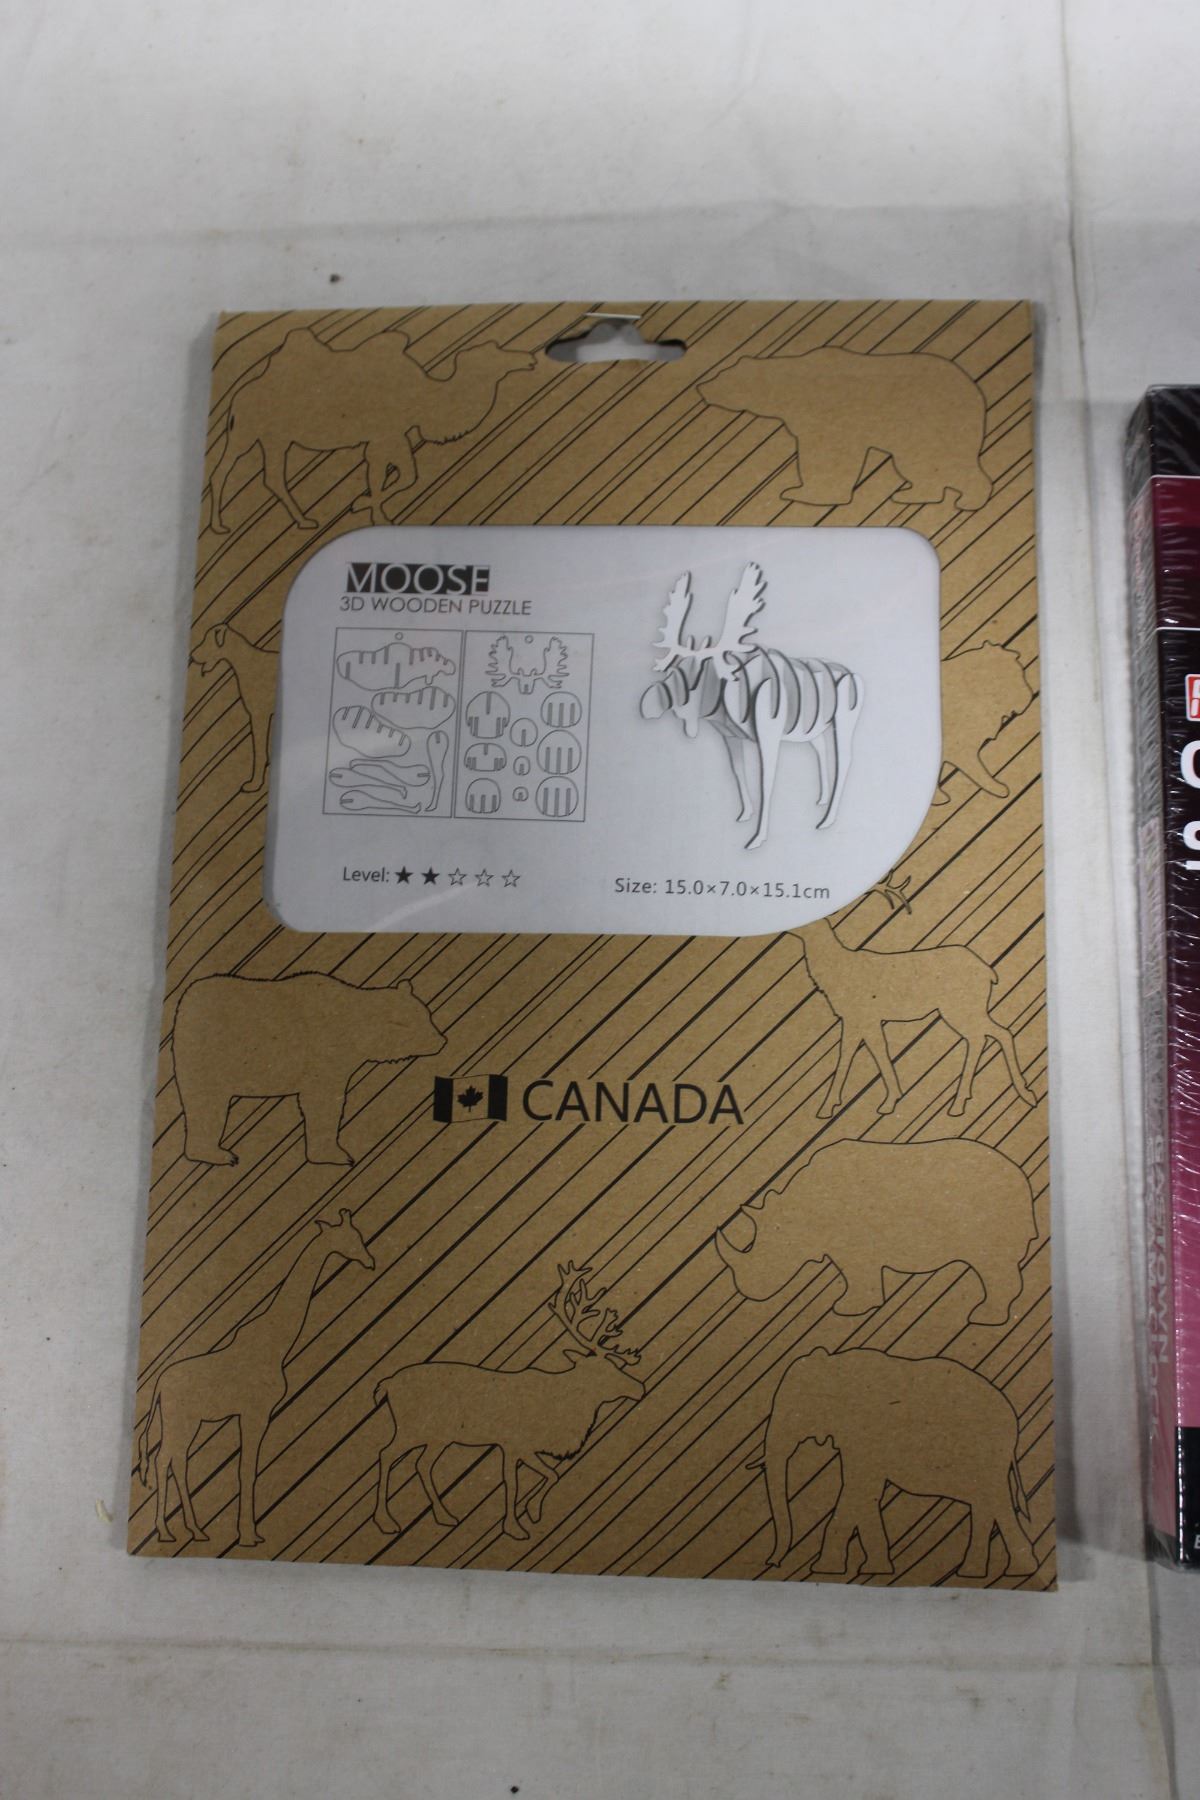 MOOSE
3D WOODEN PUZZLE
Level: ★★☆☆☆
Size: 15.0×7.0×15.1cm
CANADA